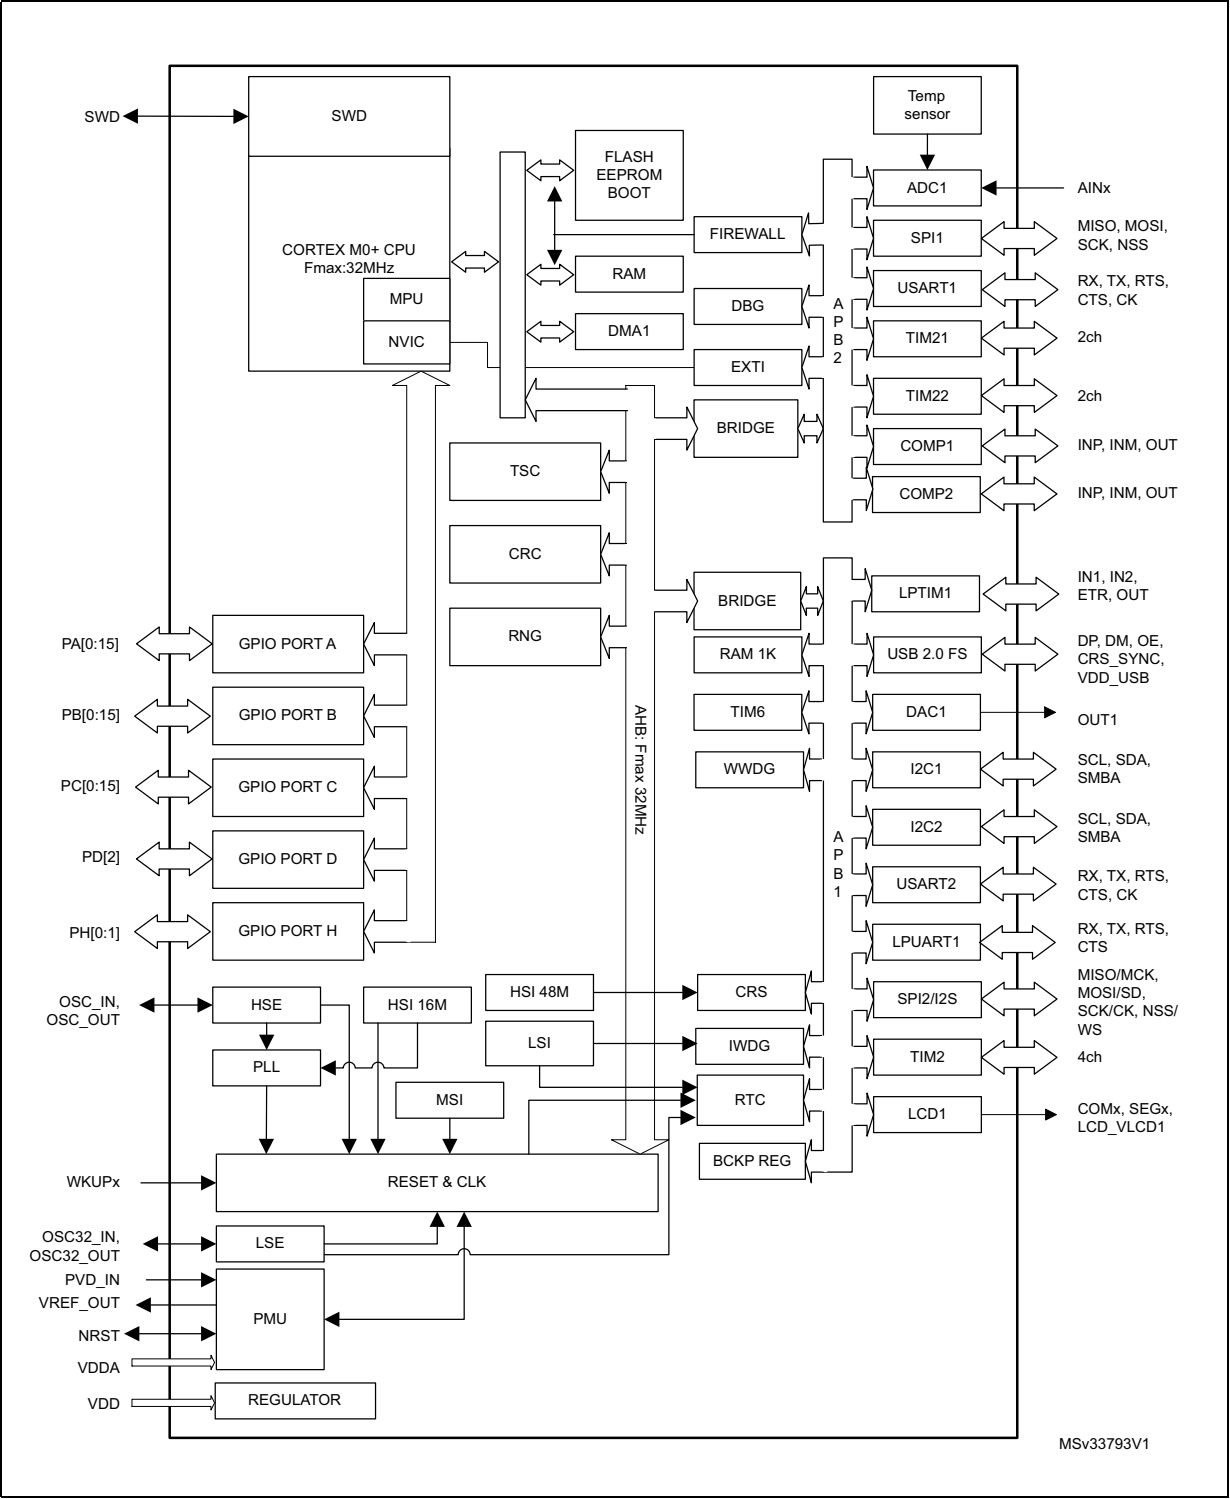 SWD
SWD
CORTEX M0+ CPU
Fmax:32MHz
MPU
NVIC
FLASH
EEPROM
BOOT
RAM
DMA1
FIREWALL
DBG
EXTI
BRIDGE
APB2
Temp
sensor
ADC1
AINx
SPI1
MISO, MOSI,
SCK, NSS
USART1
RX, TX, RTS,
CTS, CK
TIM21
2ch
TIM22
2ch
COMP1
INP, INM, OUT
COMP2
INP, INM, OUT
TSC
CRC
RNG
AHB: Fmax 32MHz
PA[0:15]
GPIO PORT A
PB[0:15]
GPIO PORT B
PC[0:15]
GPIO PORT C
PD[2]
GPIO PORT D
PH[0:1]
GPIO PORT H
BRIDGE
RAM 1K
TIM6
WWDG
APB1
LPTIM1
IN1, IN2,
ETR, OUT
USB 2.0 FS
DP, DM, OE,
CRS_SYNC,
VDD_USB
DAC1
OUT1
I2C1
SCL, SDA,
SMBA
I2C2
SCL, SDA,
SMBA
USART2
RX, TX, RTS,
CTS, CK
LPUART1
RX, TX, RTS,
CTS
SPI2/I2S
MISO/MCK,
MOSI/SD,
SCK/CK, NSS/
WS
TIM2
4ch
LCD1
COMx, SEGx,
LCD_VLCD1
OSC_IN,
OSC_OUT
HSE
HSI 16M
PLL
MSI
HSI 48M
CRS
LSI
IWDG
RTC
BCKP REG
WKUPx
RESET & CLK
OSC32_IN,
OSC32_OUT
LSE
PVD_IN
VREF_OUT
NRST
VDDA
PMU
VDD
REGULATOR
MSv33793V1